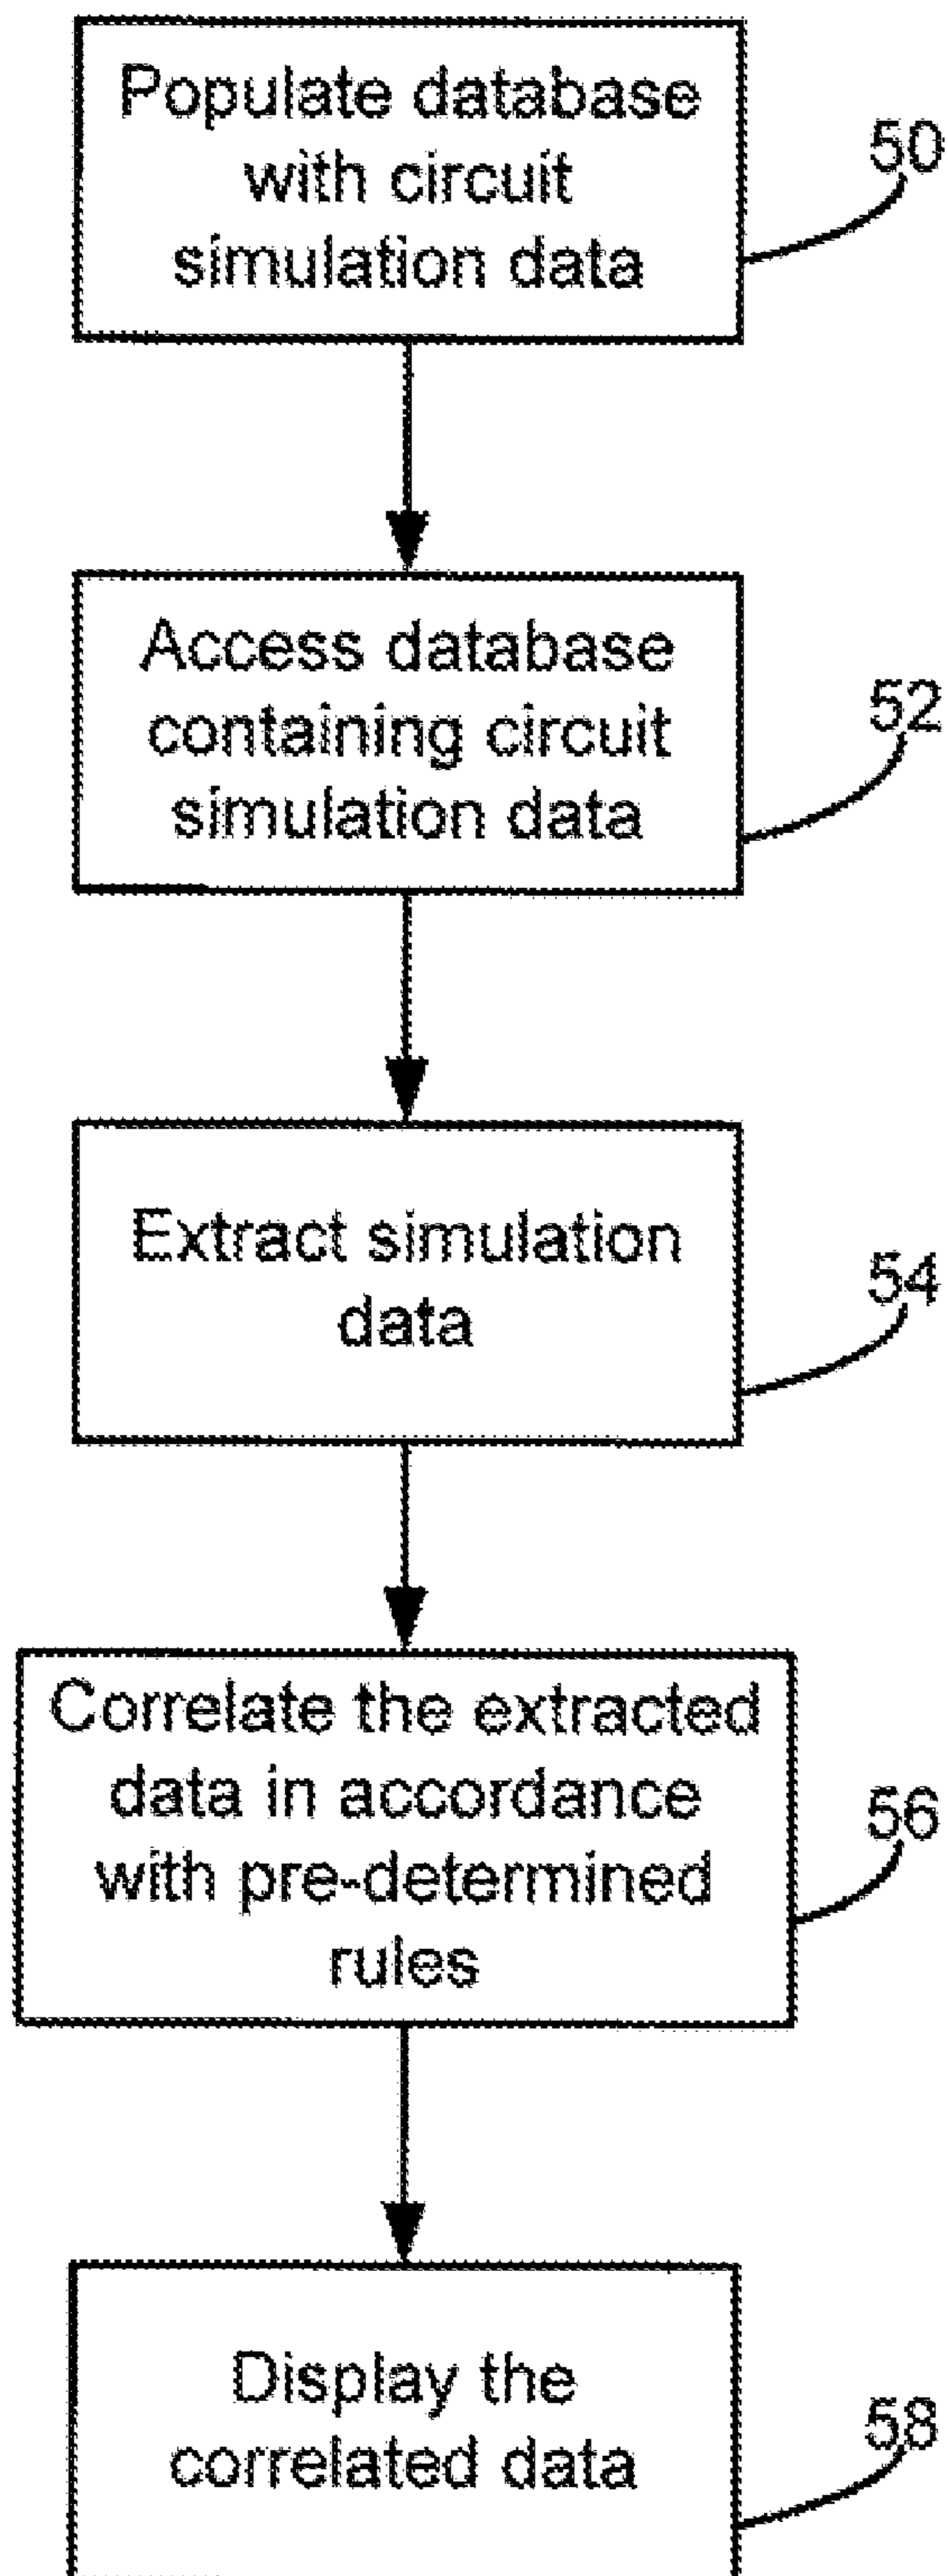 Populate database
with circuit
simulation data
50
Access database
containing circuit
simulation data
52
Extract simulation
data
54
Correlate the extracted
data in accordance
with pre-determined
rules
56
Display the
correlated data
58